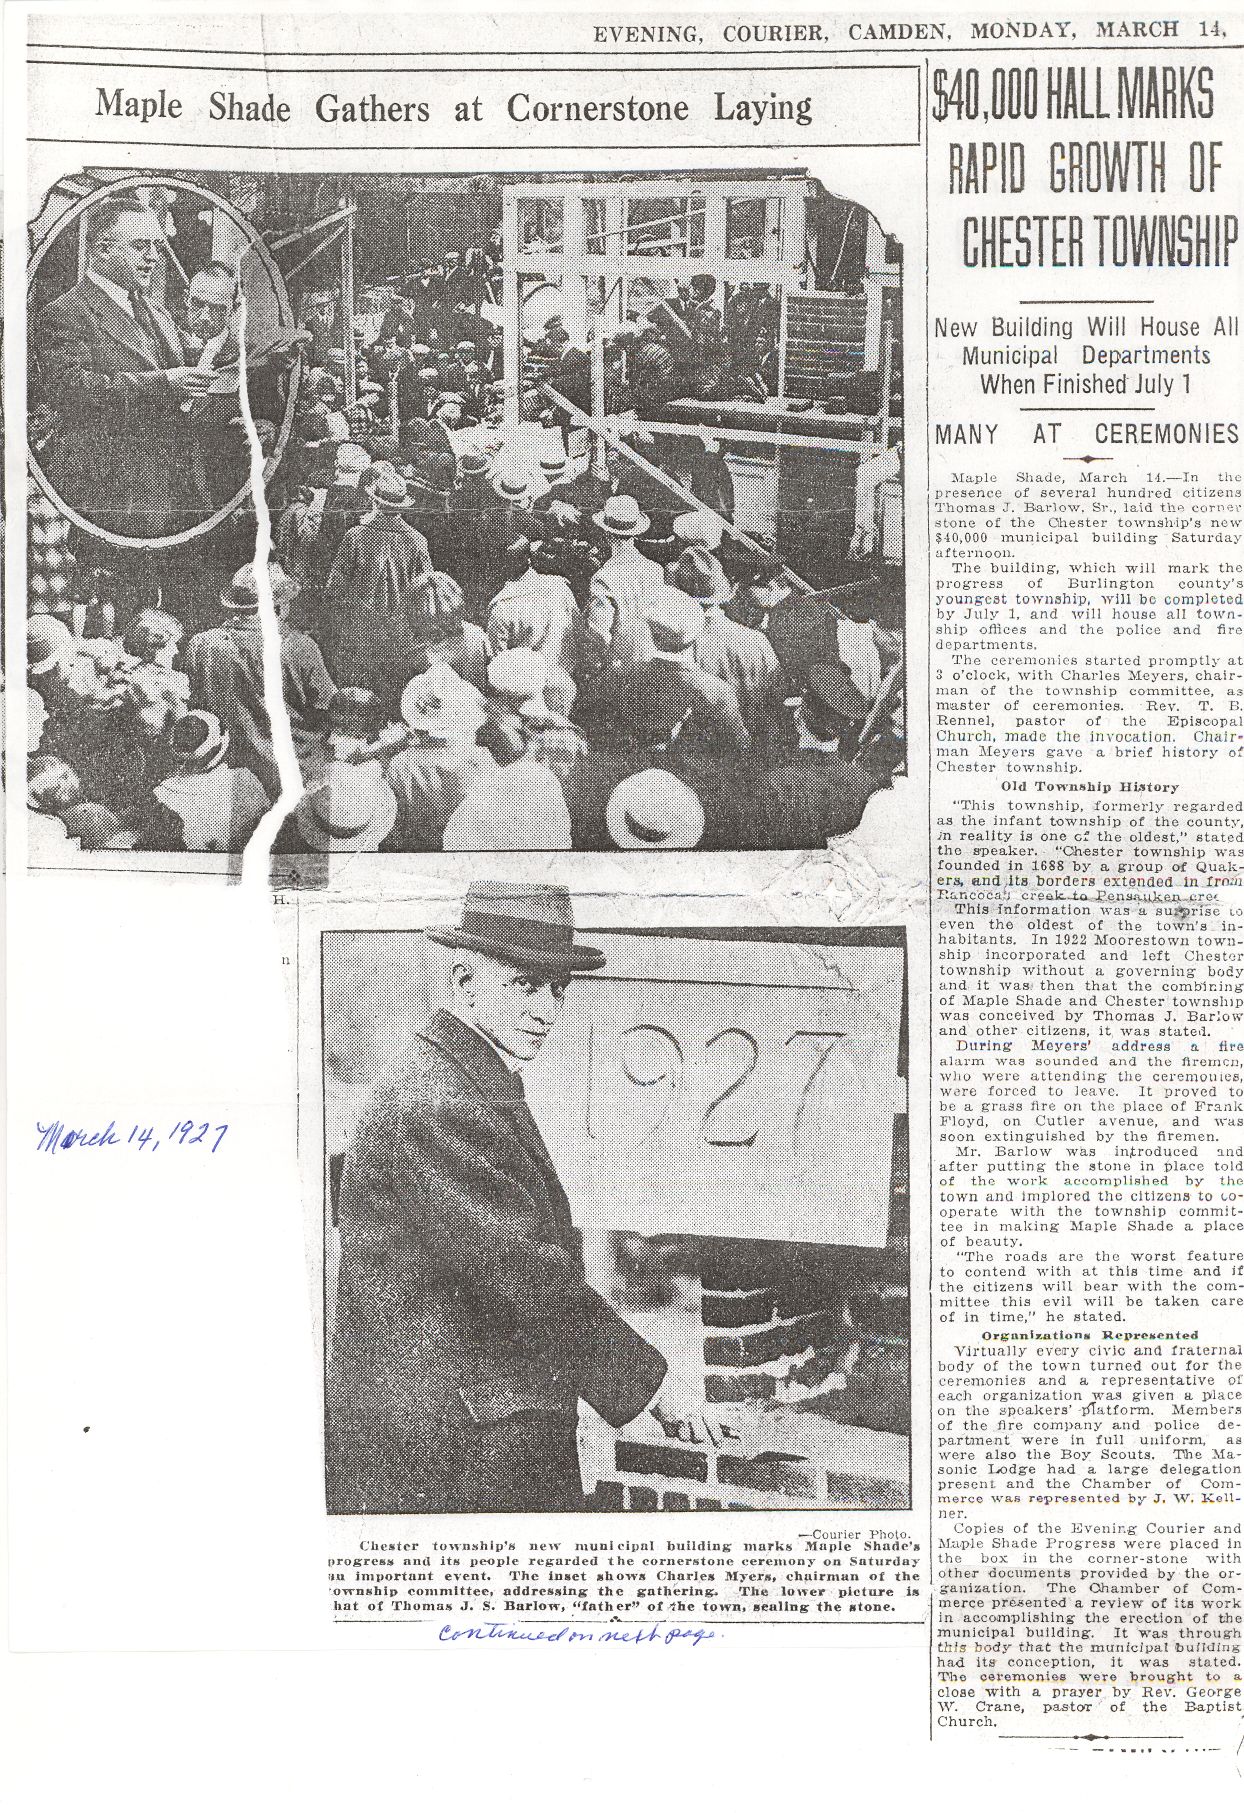 EVENING, COURIER, CAMDEN, MONDAY, MARCH 14,
Maple Shade Gathers at Cornerstone Laying
H.
n
1927
March 14, 1927
—Courier Photo.
Chester township's new municipal building marks Maple Shade's
progress and its people regarded the cornerstone ceremony on Saturday
an important event. The inset shows Charles Myers, chairman of the
ownship committee, addressing the gathering. The lower picture is
hat of Thomas J. S. Barlow, "father" of the town, sealing the stone.
Continued on next page.
$40,000 HALL MARKS
RAPID GROWTH OF
CHESTER TOWNSHIP
New Building Will House All
Municipal Departments
When Finished July 1
MANY AT CEREMONIES
Maple Shade, March 14.—In the
presence of several hundred citizens
Thomas J. Barlow, Sr., laid the corner
stone of the Chester township's new
$40,000 municipal building Saturday
afternoon.
The building, which will mark the
progress of Burlington county's
youngest township, will be completed
by July 1, and will house all town-
ship offices and the police and fire
departments.
The ceremonies started promptly at
3 o'clock, with Charles Meyers, chair-
man of the township committee, as
master of ceremonies. Rev. T. B.
Rennel, pastor of the Episcopal
Church, made the invocation. Chair-
man Meyers gave a brief history of
Chester township.
Old Township History
"This township, formerly regarded
as the infant township of the county,
in reality is one of the oldest," stated
the speaker. "Chester township was
founded in 1688 by a group of Quak-
ers, and its borders extended in from
Rancocas creek to Pensauken cree
This information was a surprise to
even the oldest of the town's in-
habitants. In 1922 Moorestown town-
ship incorporated and left Chester
township without a governing body
and it was then that the combining
of Maple Shade and Chester township
was conceived by Thomas J. Barlow
and other citizens, it was stated.
During Meyers' address a fire
alarm was sounded and the firemen,
who were attending the ceremonies,
were forced to leave. It proved to
be a grass fire on the place of Frank
Floyd, on Cutler avenue, and was
soon extinguished by the firemen.
Mr. Barlow was introduced and
after putting the stone in place told
of the work accomplished by the
town and implored the citizens to co-
operate with the township commit-
tee in making Maple Shade a place
of beauty.
"The roads are the worst feature
to contend with at this time and if
the citizens will bear with the com-
mittee this evil will be taken care
of in time," he stated.
Organizations Represented
Virtually every civic and fraternal
body of the town turned out for the
ceremonies and a representative of
each organization was given a place
on the speakers' platform. Members
of the fire company and police de-
partment were in full uniform, as
were also the Boy Scouts. The Ma-
sonic Lodge had a large delegation
present and the Chamber of Com-
merce was represented by J. W. Kell-
ner.
Copies of the Evening Courier and
Maple Shade Progress were placed in
the box in the corner-stone with
other documents provided by the or-
ganization. The Chamber of Com-
merce presented a review of its work
in accomplishing the erection of the
municipal building. It was through
this body that the municipal building
had its conception, it was stated.
The ceremonies were brought to a
close with a prayer by Rev. George
W. Crane, pastor of the Baptist
Church.